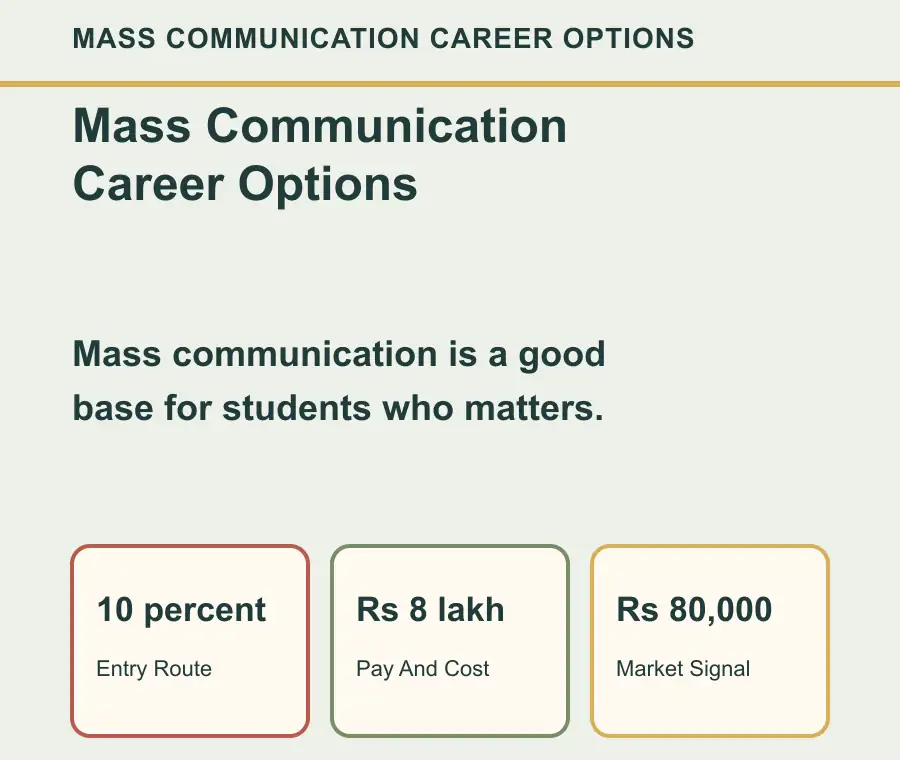 MASS COMMUNICATION CAREER OPTIONS
Mass Communication
Career Options
Mass communication is a good
base for students who matters.
10 percent
Entry Route
Rs 8 lakh
Pay And Cost
Rs 80,000
Market Signal